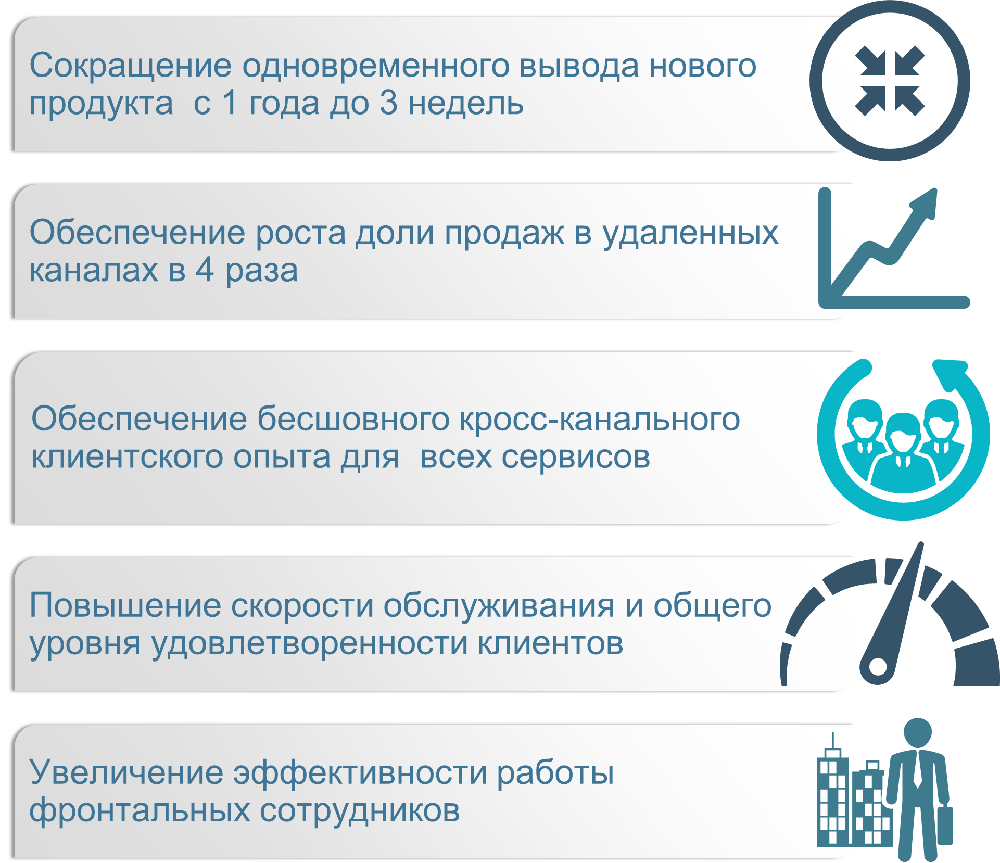 Сокращение одновременного вывода нового
продукта  с 1 года до 3 недель
Обеспечение роста доли продаж в удаленных
каналах в 4 раза
Обеспечение бесшовного кросс-канального
клиентского опыта для  всех сервисов
Повышение скорости обслуживания и общего
уровня удовлетворенности клиентов
Увеличение эффективности работы
фронтальных сотрудников